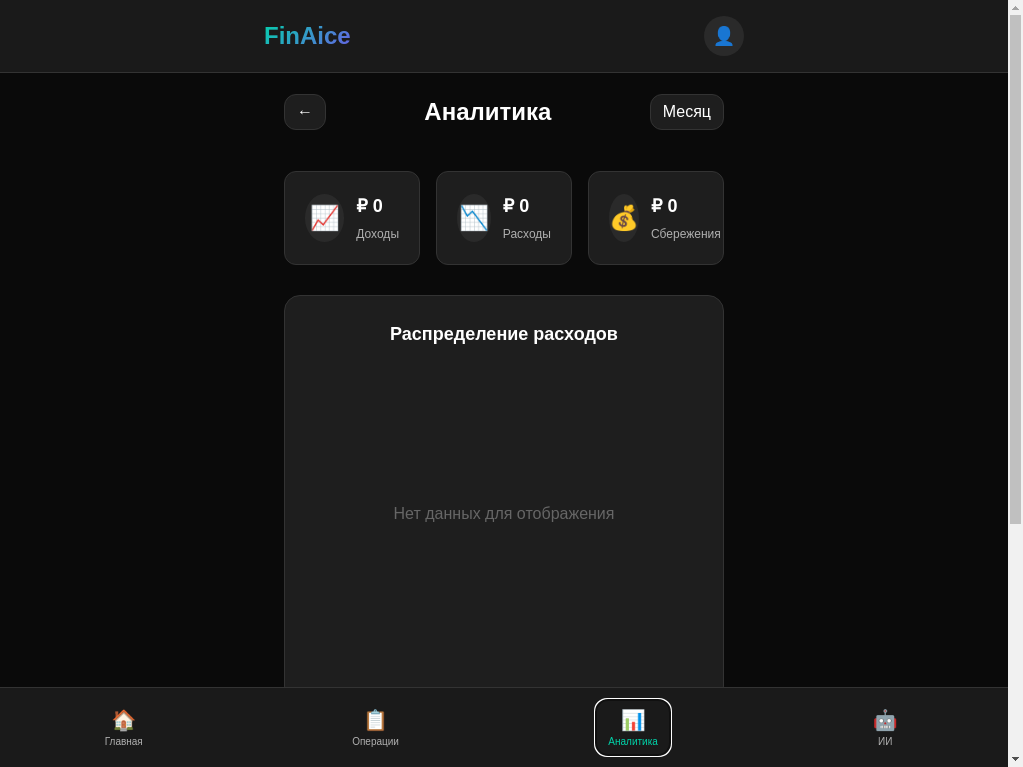 FinAice
←
Аналитика
Месяц
₽ 0
Доходы
₽ 0
Расходы
₽ 0
Сбережения
Распределение расходов
Нет данных для отображения
Главная
Операции
Аналитика
ИИ